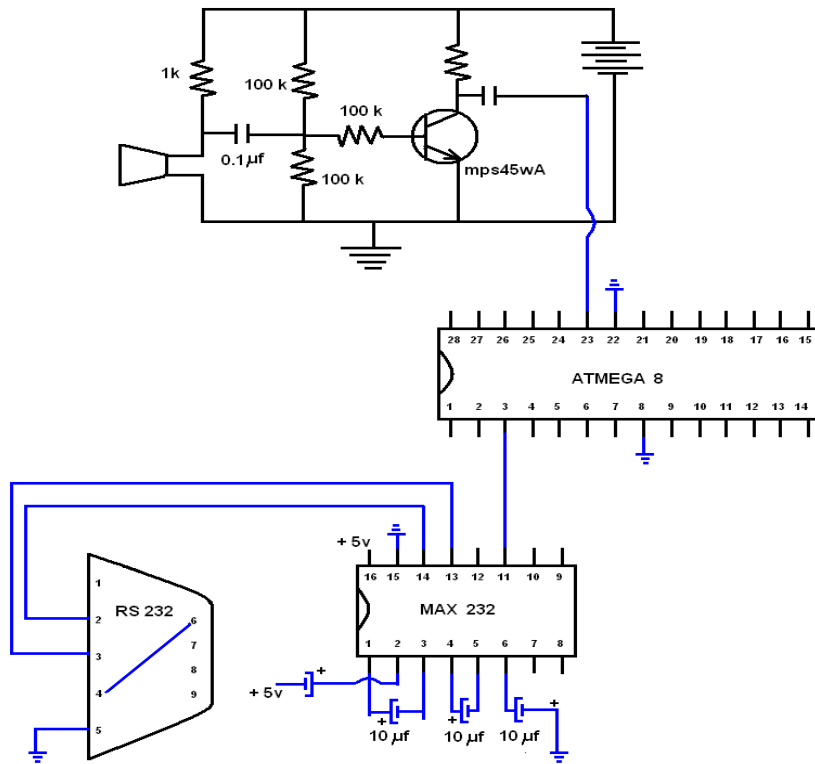 1k
100 k
100 k
0.1µf
100 k
mps45wA
28 27 26 25 24 23 22 21 20 19 18 17 16 15
ATMEGA 8
1 2 3 4 5 6 7 8 9 10 11 12 13 14
+ 5v
16 15 14 13 12 11 10 9
MAX 232
1 2 3 4 5 6 7 8
RS 232
1
2
3
4
5
6
7
8
9
+ 5v
+
+
10 µf
+
10 µf
10 µf
+